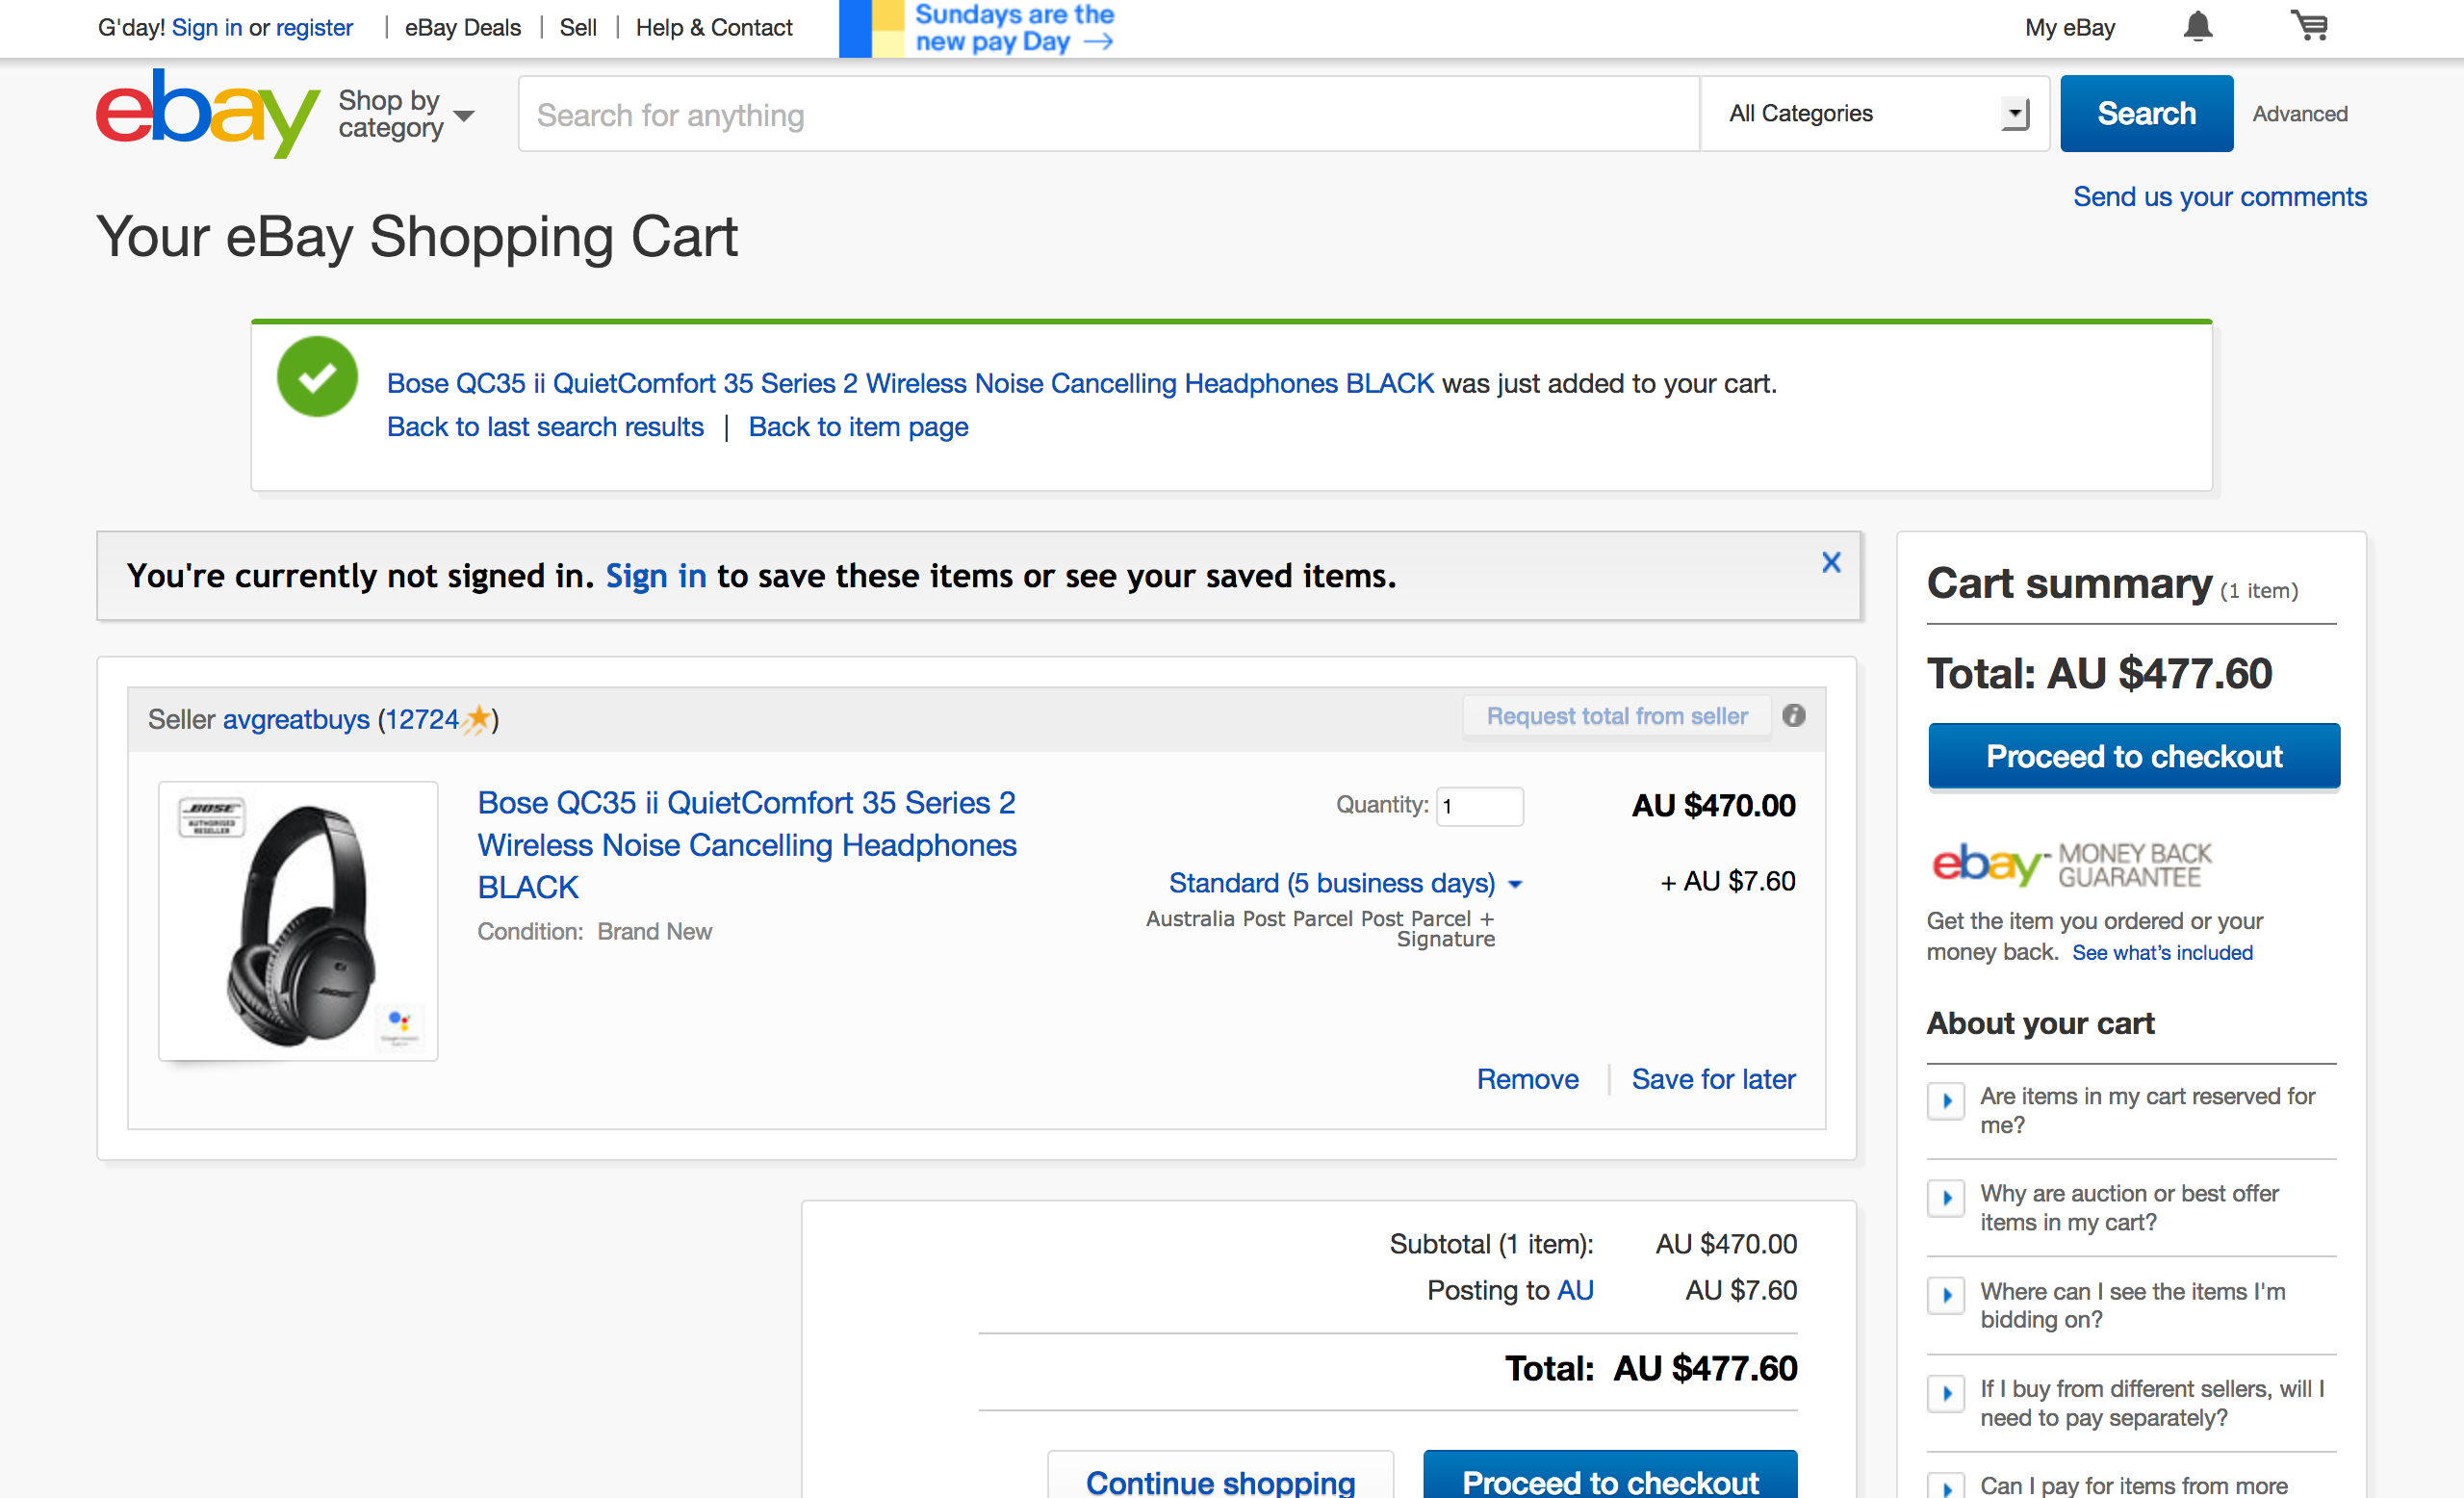 G'day! Sign in or register | eBay Deals | Sell | Help & Contact
Sundays are the
new pay Day →
My eBay
ebay
Shop by
category
Search for anything
All Categories
Search
Advanced
Send us your comments
Your eBay Shopping Cart
Bose QC35 ii QuietComfort 35 Series 2 Wireless Noise Cancelling Headphones BLACK was just added to your cart.
Back to last search results | Back to item page
You're currently not signed in. Sign in to save these items or see your saved items.
X
Seller avgreatbuys (12724)
Request total from seller
BOSE
AUTHORISED
RESELLER
BOSE
Bose QC35 ii QuietComfort 35 Series 2
Wireless Noise Cancelling Headphones
BLACK
Condition: Brand New
Quantity: 1
AU $470.00
Standard (5 business days)
+ AU $7.60
Australia Post Parcel Post Parcel +
Signature
Remove | Save for later
Subtotal (1 item): AU $470.00
Posting to AU AU $7.60
Total: AU $477.60
Continue shopping
Proceed to checkout
Cart summary (1 item)
Total: AU $477.60
Proceed to checkout
ebay™ MONEY BACK
GUARANTEE
Get the item you ordered or your
money back. See what's included
About your cart
Are items in my cart reserved for
me?
Why are auction or best offer
items in my cart?
Where can I see the items I'm
bidding on?
If I buy from different sellers, will I
need to pay separately?
Can I pay for items from more